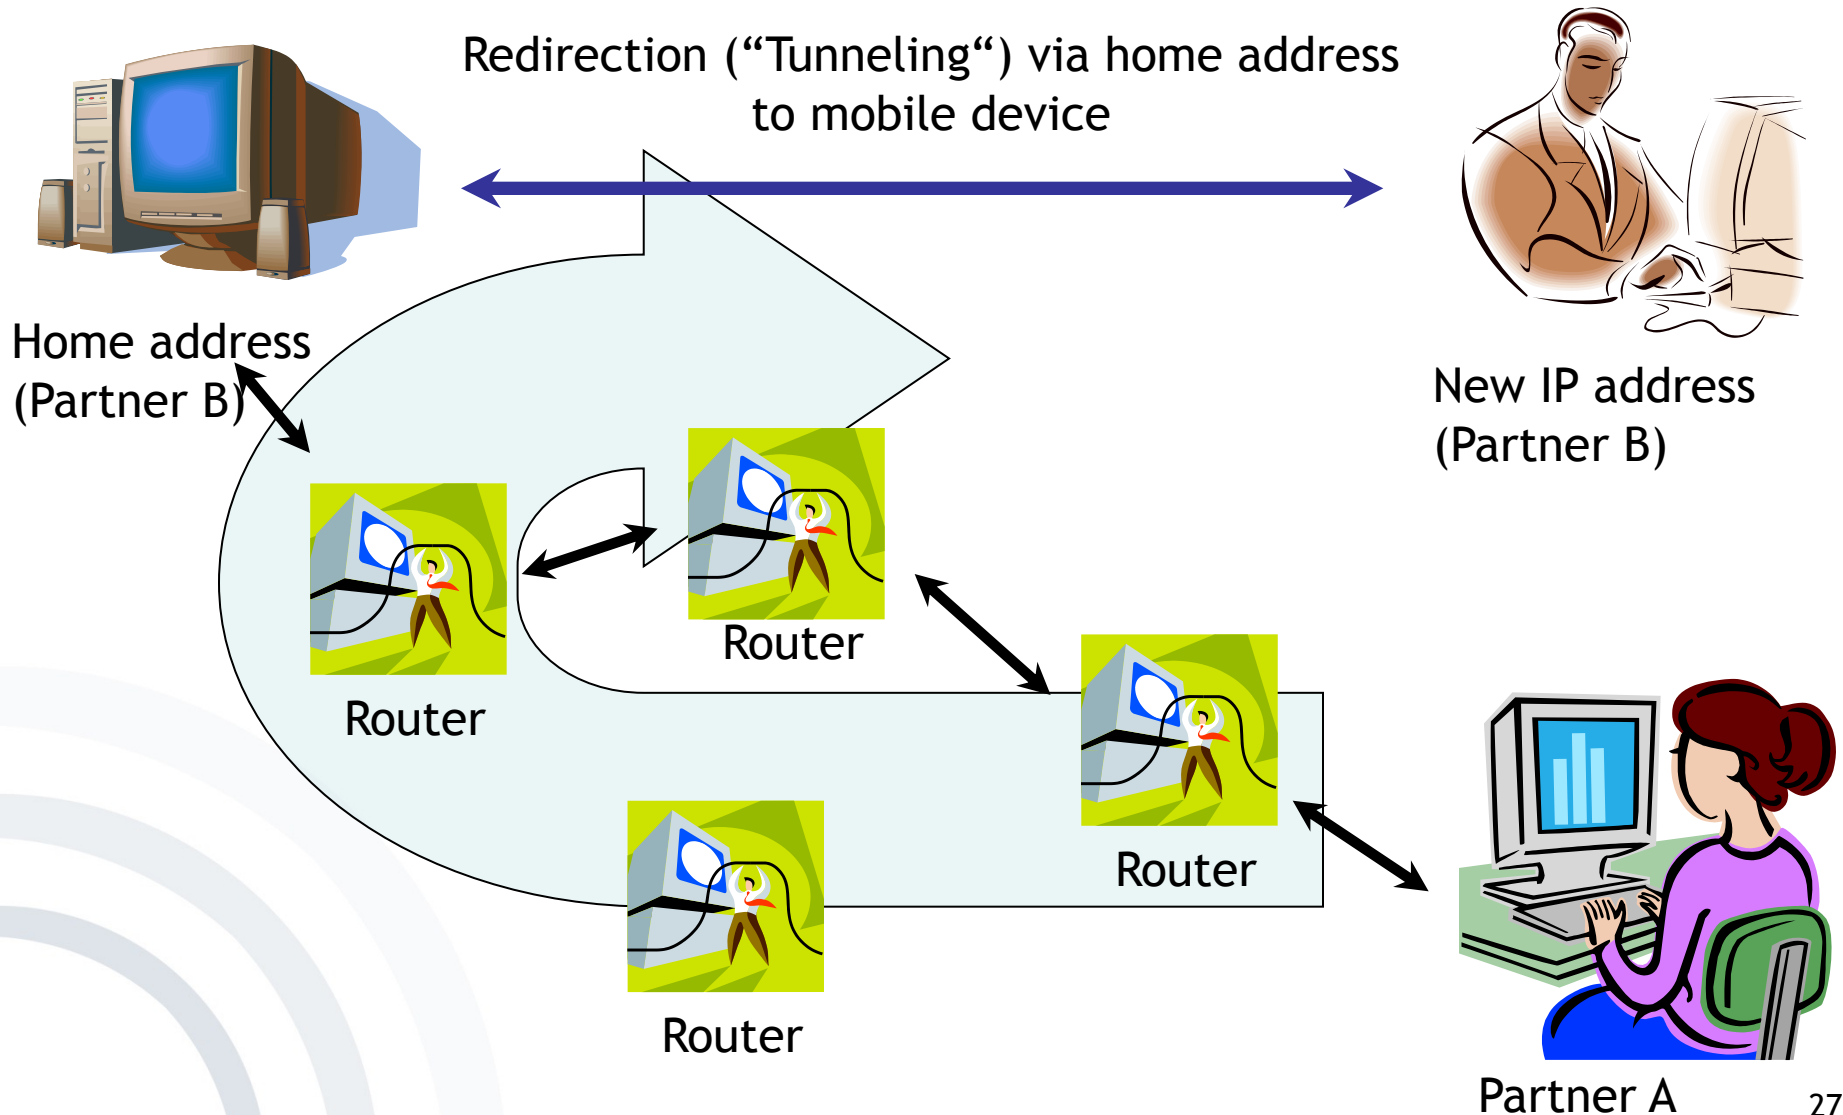 Redirection (“Tunneling“) via home address
to mobile device
Home address
(Partner B)
New IP address
(Partner B)
Router
Router
Router
Router
Partner A
27